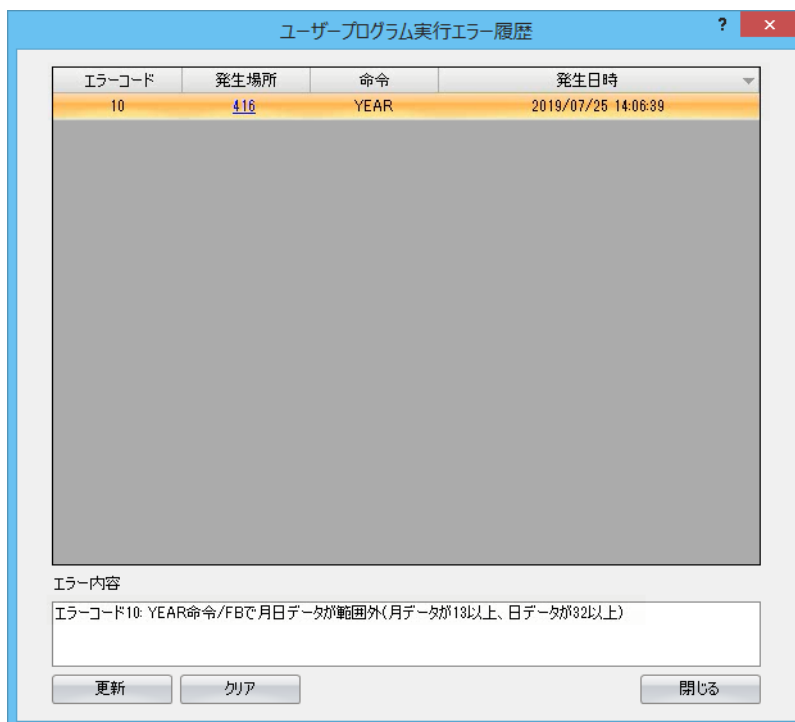 ユーザープログラム実行エラー履歴 ? ×
エラーコード 発生場所 命令 発生日時
10 416 YEAR 2019/07/25 14:06:39
エラー内容
エラーコード10: YEAR命令/FBで月日データが範囲外(月データが13以上、日データが32以上)
更新 クリア 閉じる